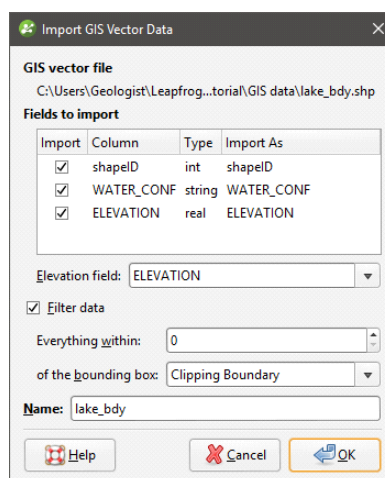 Import GIS Vector Data
GIS vector file
C:\Users\Geologist\Leapfrog...torial\GIS data\lake_bdy.shp
Fields to import
Import Column Type Import As
shapeID int shapeID
WATER_CONF string WATER_CONF
ELEVATION real ELEVATION
Elevation field: ELEVATION
Filter data
Everything within: 0
of the bounding box: Clipping Boundary
Name: lake_bdy
Help Cancel OK